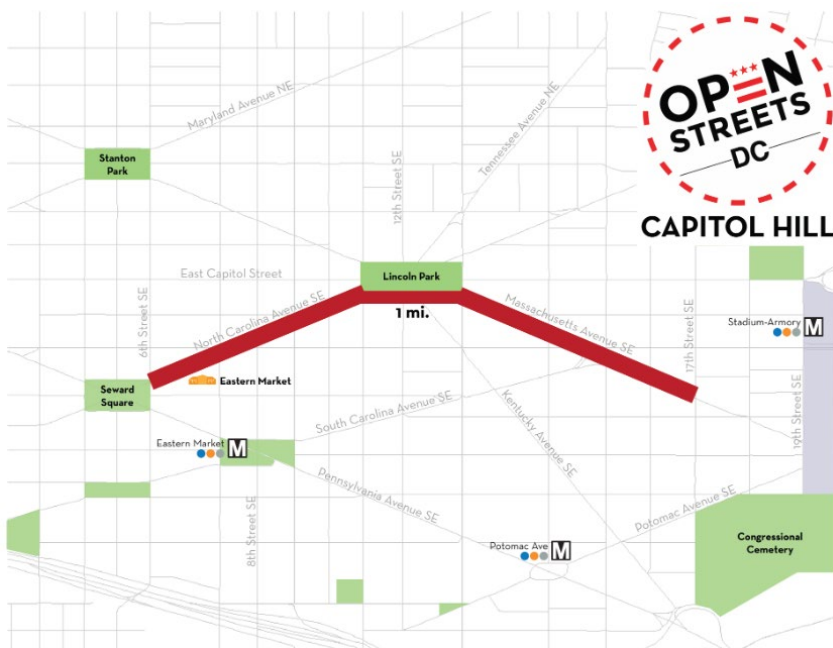 OPEN
STREETS
DC
CAPITOL HILL
Maryland Avenue NE
Tennessee Avenue NE
Stanton
Park
12th Street SE
East Capitol Street
Lincoln Park
6th Street SE
North Carolina Avenue SE
1 mi.
Massachusetts Avenue SE
17th Street SE
Stadium-Armory
M
Eastern Market
Seward
Square
South Carolina Avenue SE
Kentucky Avenue SE
19th Street SE
Eastern Market
M
8th Street SE
Pennsylvania Avenue SE
Potomac Avenue SE
Potomac Ave
M
Congressional
Cemetery